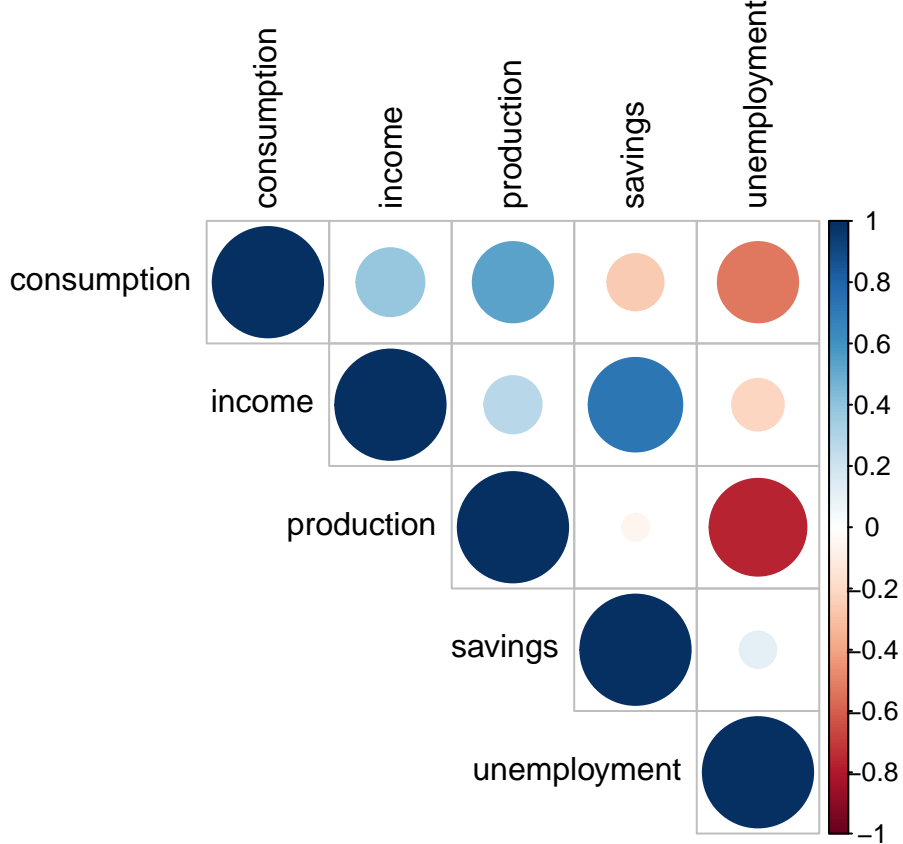 consumption
income
production
savings
unemployment
consumption
income
production
savings
unemployment
1
0.8
0.6
0.4
0.2
0
−0.2
−0.4
−0.6
−0.8
−1